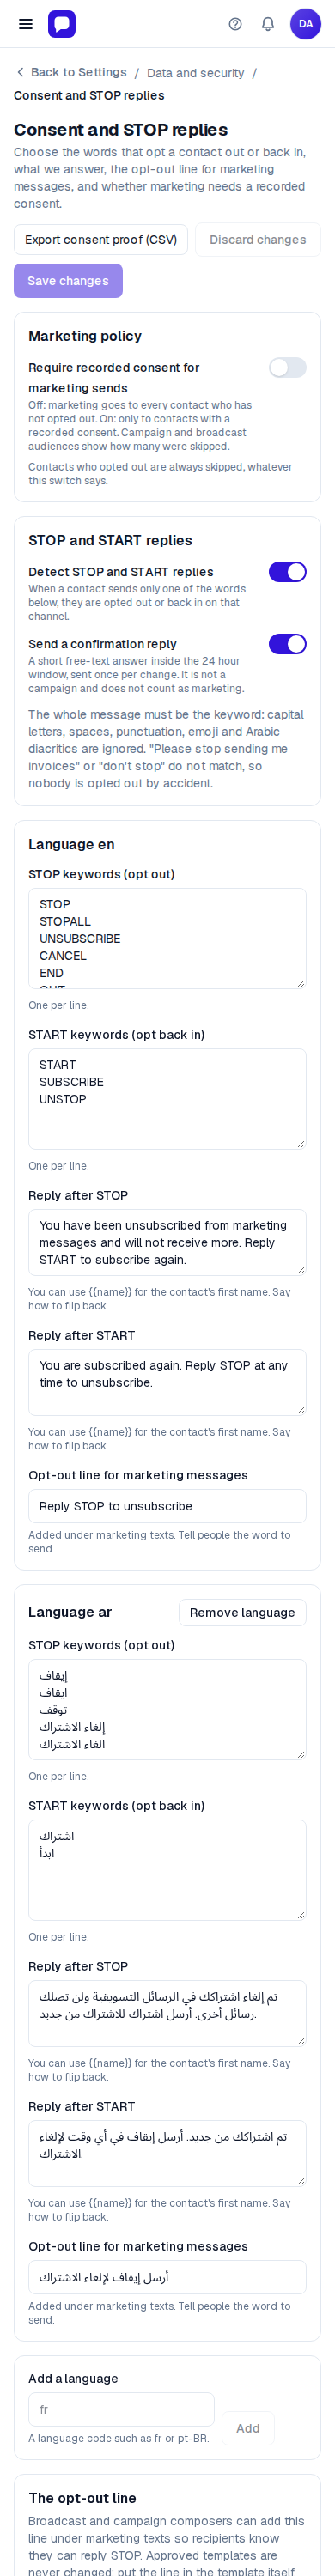 DA
Back to Settings / Data and security /
Consent and STOP replies
Consent and STOP replies
Choose the words that opt a contact out or back in,
what we answer, the opt-out line for marketing
messages, and whether marketing needs a recorded
consent.
Export consent proof (CSV)
Discard changes
Save changes
Marketing policy
Require recorded consent for
marketing sends
Off: marketing goes to every contact who has
not opted out. On: only to contacts with a
recorded consent. Campaign and broadcast
audiences show how many were skipped.
Contacts who opted out are always skipped, whatever
this switch says.
STOP and START replies
Detect STOP and START replies
When a contact sends only one of the words
below, they are opted out or back in on that
channel.
Send a confirmation reply
A short free-text answer inside the 24 hour
window, sent once per change. It is not a
campaign and does not count as marketing.
The whole message must be the keyword: capital
letters, spaces, punctuation, emoji and Arabic
diacritics are ignored. "Please stop sending me
invoices" or "don't stop" do not match, so
nobody is opted out by accident.
Language en
STOP keywords (opt out)
STOP
STOPALL
UNSUBSCRIBE
CANCEL
END
One per line.
START keywords (opt back in)
START
SUBSCRIBE
UNSTOP
One per line.
Reply after STOP
You have been unsubscribed from marketing
messages and will not receive more. Reply
START to subscribe again.
You can use {{name}} for the contact's first name. Say
how to flip back.
Reply after START
You are subscribed again. Reply STOP at any
time to unsubscribe.
You can use {{name}} for the contact's first name. Say
how to flip back.
Opt-out line for marketing messages
Reply STOP to unsubscribe
Added under marketing texts. Tell people the word to
send.
Language ar
Remove language
STOP keywords (opt out)
إيقاف
ايقاف
توقف
إلغاء الاشتراك
الغاء الاشتراك
One per line.
START keywords (opt back in)
اشتراك
ابدأ
One per line.
Reply after STOP
تم إلغاء اشتراكك في الرسائل التسويقية ولن تصلك
رسائل أخرى. أرسل اشتراك للاشتراك من جديد.
You can use {{name}} for the contact's first name. Say
how to flip back.
Reply after START
تم اشتراكك من جديد. أرسل إيقاف في أي وقت لإلغاء
الاشتراك.
You can use {{name}} for the contact's first name. Say
how to flip back.
Opt-out line for marketing messages
أرسل إيقاف لإلغاء الاشتراك
Added under marketing texts. Tell people the word to
send.
Add a language
fr
Add
A language code such as fr or pt-BR.
The opt-out line
Broadcast and campaign composers can add this
line under marketing texts so recipients know
they can reply STOP. Approved templates are
never changed: put the line in the template itself